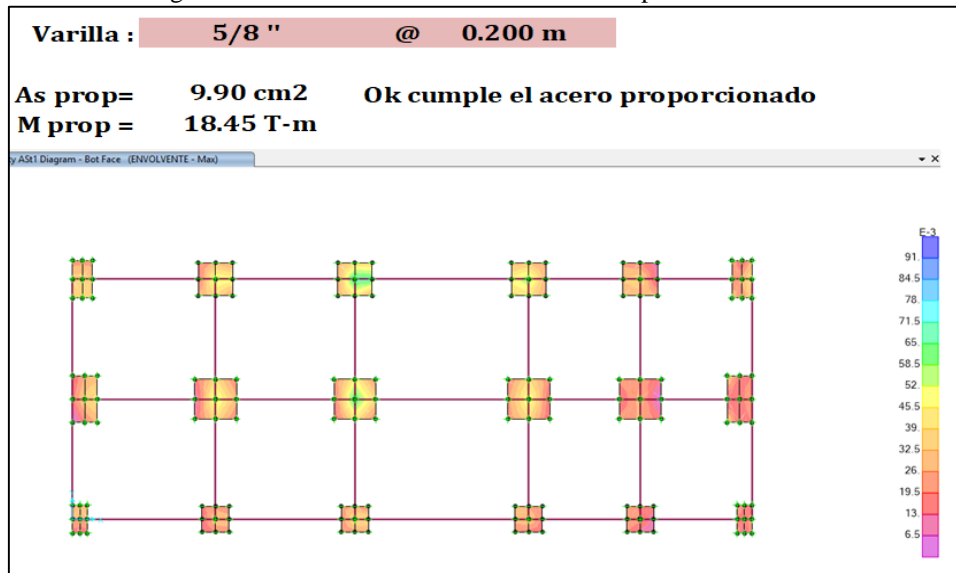 Varilla : 5/8 '' @ 0.200 m
As prop= 9.90 cm2 Ok cumple el acero proporcionado
M prop = 18.45 T-m
y ASt1 Diagram - Bot Face (ENVOLVENTE - Max)
E-3
91.
84.5
78.
71.5
65.
58.5
52.
45.5
39.
32.5
26.
19.5
13.
6.5